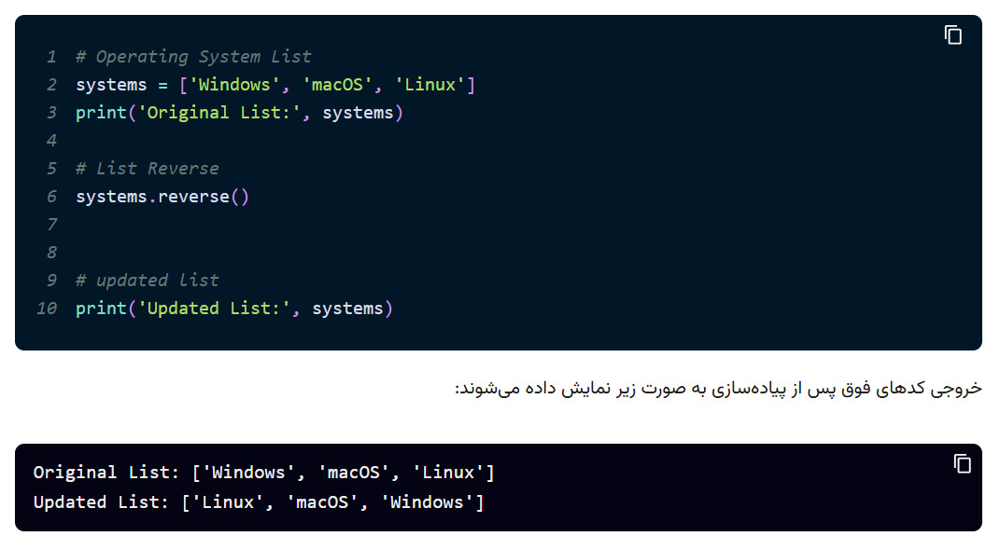 1 # Operating System List
2 systems = ['Windows', 'macOS', 'Linux']
3 print('Original List:', systems)
4
5 # List Reverse
6 systems.reverse()
7
8
9 # updated list
10 print('Updated List:', systems)
خروجی کدهای فوق پس از پیاده‌سازی به صورت زیر نمایش داده می‌شوند:
Original List: ['Windows', 'macOS', 'Linux']
Updated List: ['Linux', 'macOS', 'Windows']